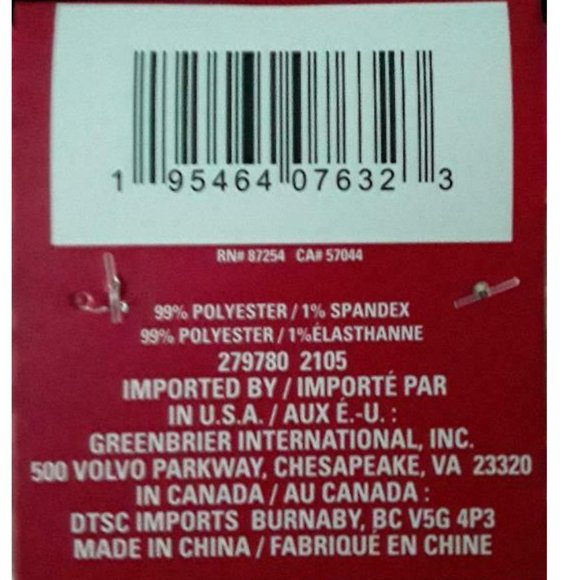 1 95464 07632 3
RN# 87254 CA# 57044
99% POLYESTER / 1% SPANDEX
99% POLYESTER / 1%ÉLASTHANNE
279780 2105
IMPORTED BY / IMPORTÉ PAR
IN U.S.A. / AUX É.-U. :
GREENBRIER INTERNATIONAL, INC.
500 VOLVO PARKWAY, CHESAPEAKE, VA 23320
IN CANADA / AU CANADA :
DTSC IMPORTS BURNABY, BC V5G 4P3
MADE IN CHINA / FABRIQUÉ EN CHINE